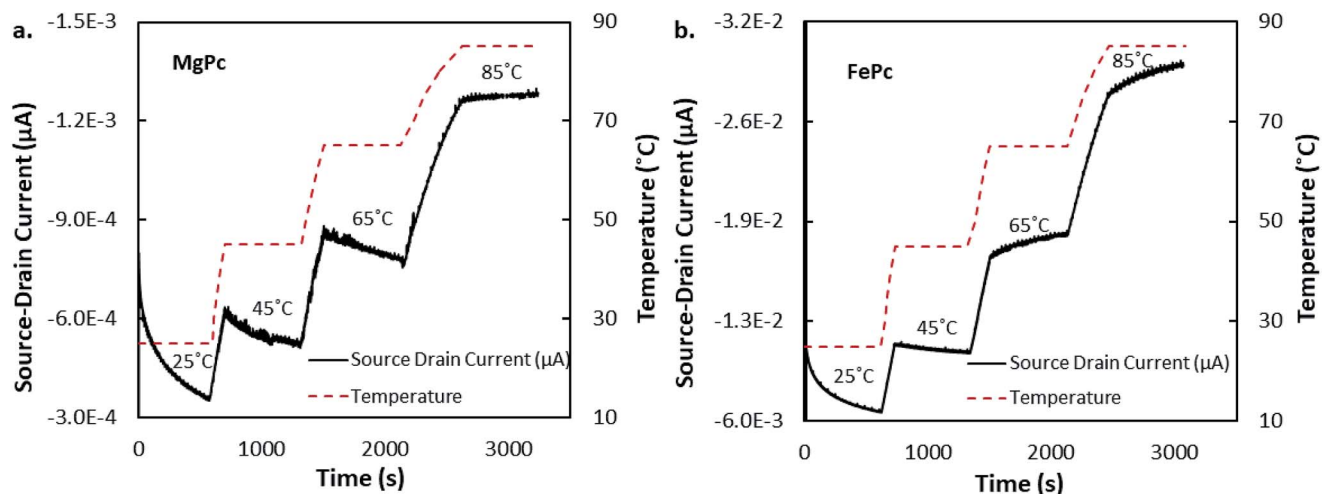 a.
MgPc
Source-Drain Current (µA)
-1.5E-3
-1.2E-3
-9.0E-4
-6.0E-4
-3.0E-4
25˚C
45˚C
65˚C
85˚C
Source Drain Current (µA)
Temperature
90
70
50
30
10
Temperature (˚C)
0
1000
2000
3000
Time (s)
b.
FePc
Source-Drain Current (µA)
-3.2E-2
-2.6E-2
-1.9E-2
-1.3E-2
-6.0E-3
25˚C
45˚C
65˚C
85˚C
Source Drain Current (µA)
Temperature
90
70
50
30
10
Temperature (˚C)
0
1000
2000
3000
Time (s)